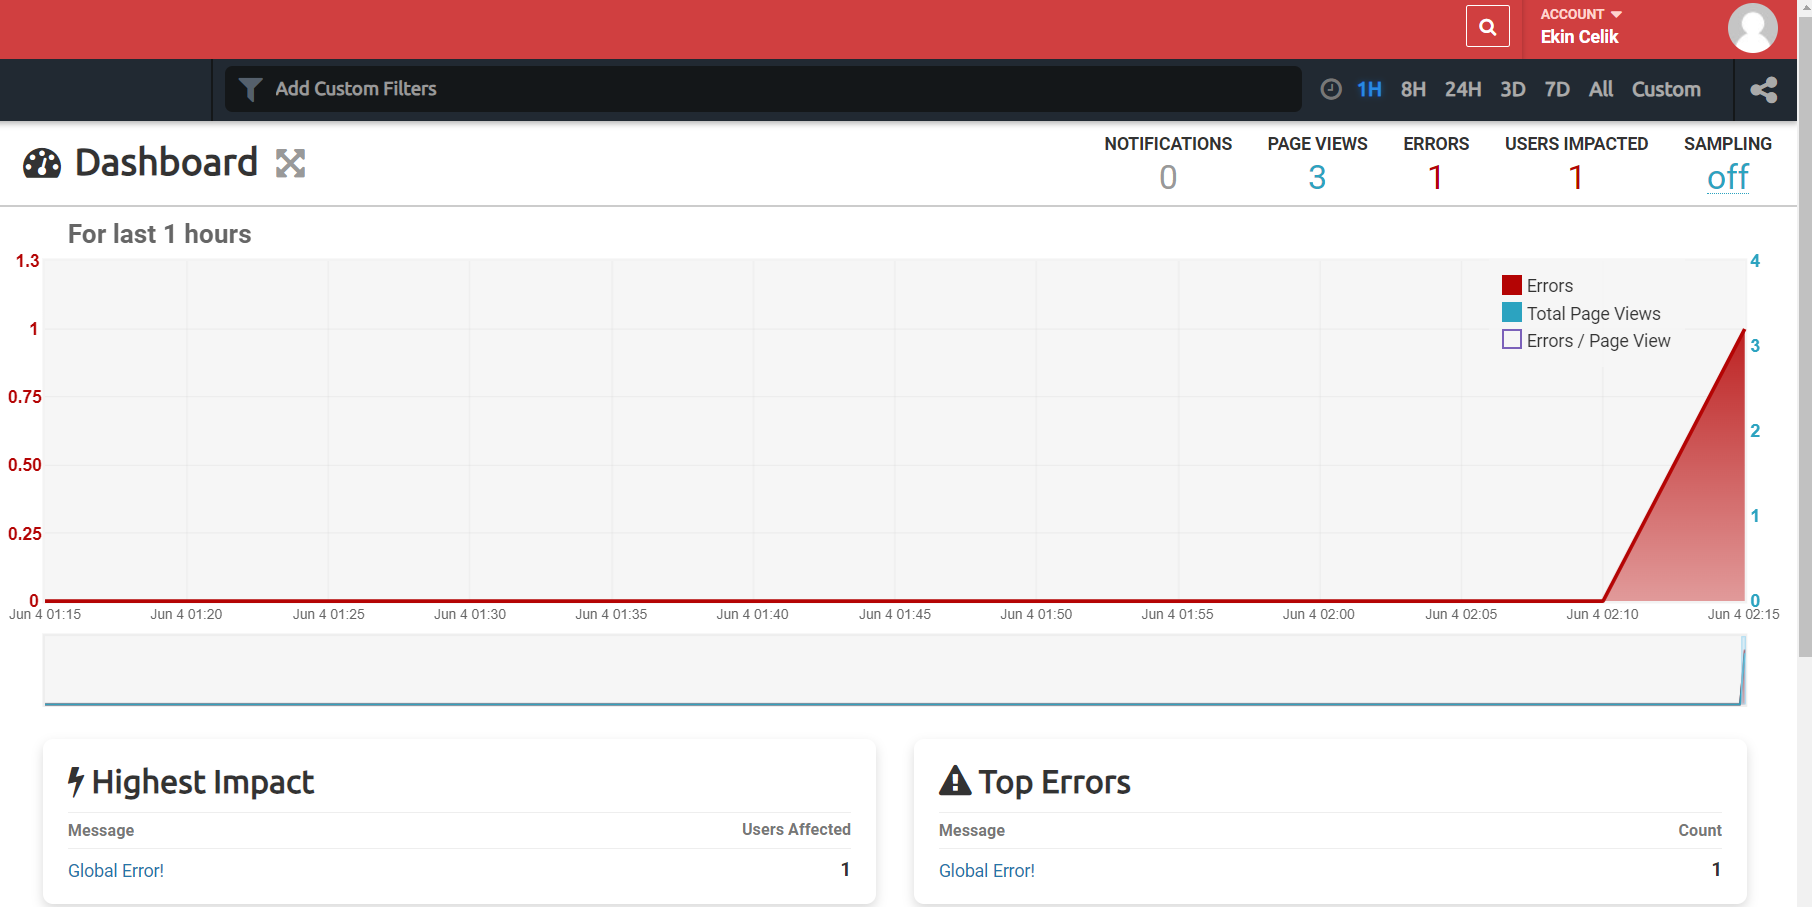 ACCOUNT
Ekin Celik
Add Custom Filters
1H 8H 24H 3D 7D All Custom
Dashboard
NOTIFICATIONS PAGE VIEWS ERRORS USERS IMPACTED SAMPLING
0 3 1 1 off
For last 1 hours
1.3
1
0.75
0.50
0.25
0
4
3
2
1
0
Errors
Total Page Views
Errors / Page View
Jun 4 01:15 Jun 4 01:20 Jun 4 01:25 Jun 4 01:30 Jun 4 01:35 Jun 4 01:40 Jun 4 01:45 Jun 4 01:50 Jun 4 01:55 Jun 4 02:00 Jun 4 02:05 Jun 4 02:10 Jun 4 02:15
Highest Impact
Message Users Affected
Global Error! 1
Top Errors
Message Count
Global Error! 1